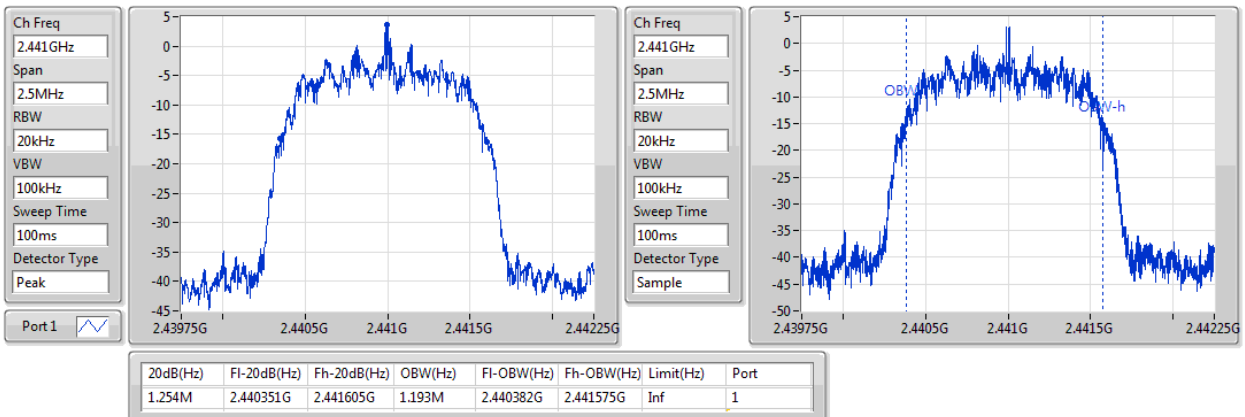 Ch Freq
2.441GHz
Span
2.5MHz
RBW
20kHz
VBW
100kHz
Sweep Time
100ms
Detector Type
Peak
Port 1
5
0
-5
-10
-15
-20
-25
-30
-35
-40
-45
2.43975G 2.4405G 2.441G 2.4415G 2.44225G
Ch Freq
2.441GHz
Span
2.5MHz
RBW
20kHz
VBW
100kHz
Sweep Time
100ms
Detector Type
Sample
5
0
-5
-10
-15
-20
-25
-30
-35
-40
-45
-50
OBW-h
2.43975G 2.4405G 2.441G 2.4415G 2.44225G
20dB(Hz) Fl-20dB(Hz) Fh-20dB(Hz) OBW(Hz) Fl-OBW(Hz) Fh-OBW(Hz) Limit(Hz) Port
1.254M 2.440351G 2.441605G 1.193M 2.440382G 2.441575G Inf 1